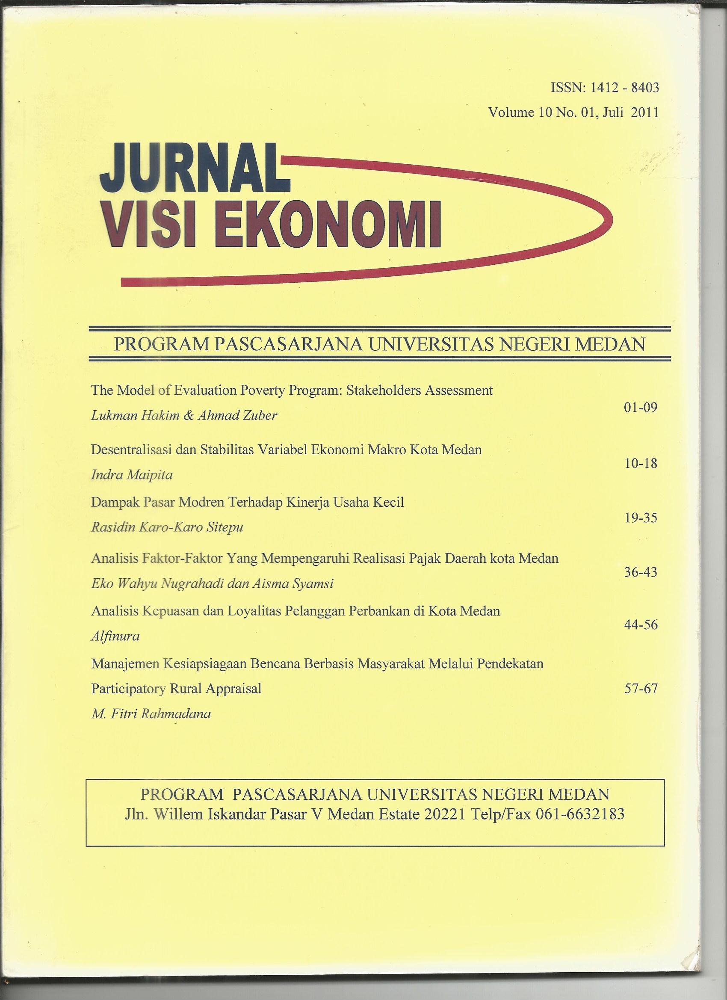 ISSN: 1412 - 8403
Volume 10 No. 01, Juli 2011
JURNAL
VISI EKONOMI
PROGRAM PASCASARJANA UNIVERSITAS NEGERI MEDAN
The Model of Evaluation Poverty Program: Stakeholders Assessment
Lukman Hakim & Ahmad Zuber
01-09
Desentralisasi dan Stabilitas Variabel Ekonomi Makro Kota Medan
Indra Maipita
10-18
Dampak Pasar Modren Terhadap Kinerja Usaha Kecil
Rasidin Karo-Karo Sitepu
19-35
Analisis Faktor-Faktor Yang Mempengaruhi Realisasi Pajak Daerah kota Medan
Eko Wahyu Nugrahadi dan Aisma Syamsi
36-43
Analisis Kepuasan dan Loyalitas Pelanggan Perbankan di Kota Medan
Alfinura
44-56
Manajemen Kesiapsiagaan Bencana Berbasis Masyarakat Melalui Pendekatan
Participatory Rural Appraisal
57-67
M. Fitri Rahmadana
PROGRAM PASCASARJANA UNIVERSITAS NEGERI MEDAN
Jln. Willem Iskandar Pasar V Medan Estate 20221 Telp/Fax 061-6632183